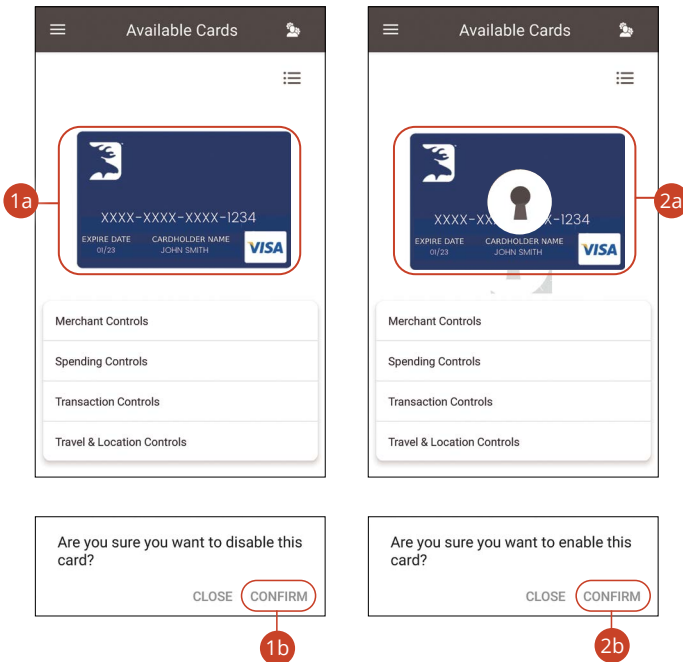 Available Cards
1a
XXXX-XXXX-XXXX-1234
EXPIRE DATE CARDHOLDER NAME
01/23 JOHN SMITH
VISA
Merchant Controls
Spending Controls
Transaction Controls
Travel & Location Controls
Are you sure you want to disable this
card?
CLOSE CONFIRM
1b
Available Cards
2a
XXXX-XX X-1234
EXPIRE DATE CARDHOLDER NAME
01/23 JOHN SMITH
VISA
Merchant Controls
Spending Controls
Transaction Controls
Travel & Location Controls
Are you sure you want to enable this
card?
CLOSE CONFIRM
2b